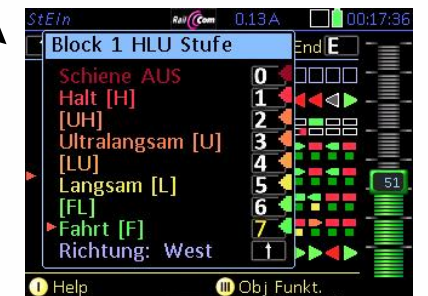 StEin RailCom 0.13A 00:17:36
Block 1 HLU Stufe
End E
Schiene AUS 0
Halt [H] 1
[UH] 2
Ultralangsam [U] 3
[LU] 4
Langsam [L] 5
51
[FL] 6
Fahrt [F] 7
Richtung: West ↑
I Help III Obj Funkt.